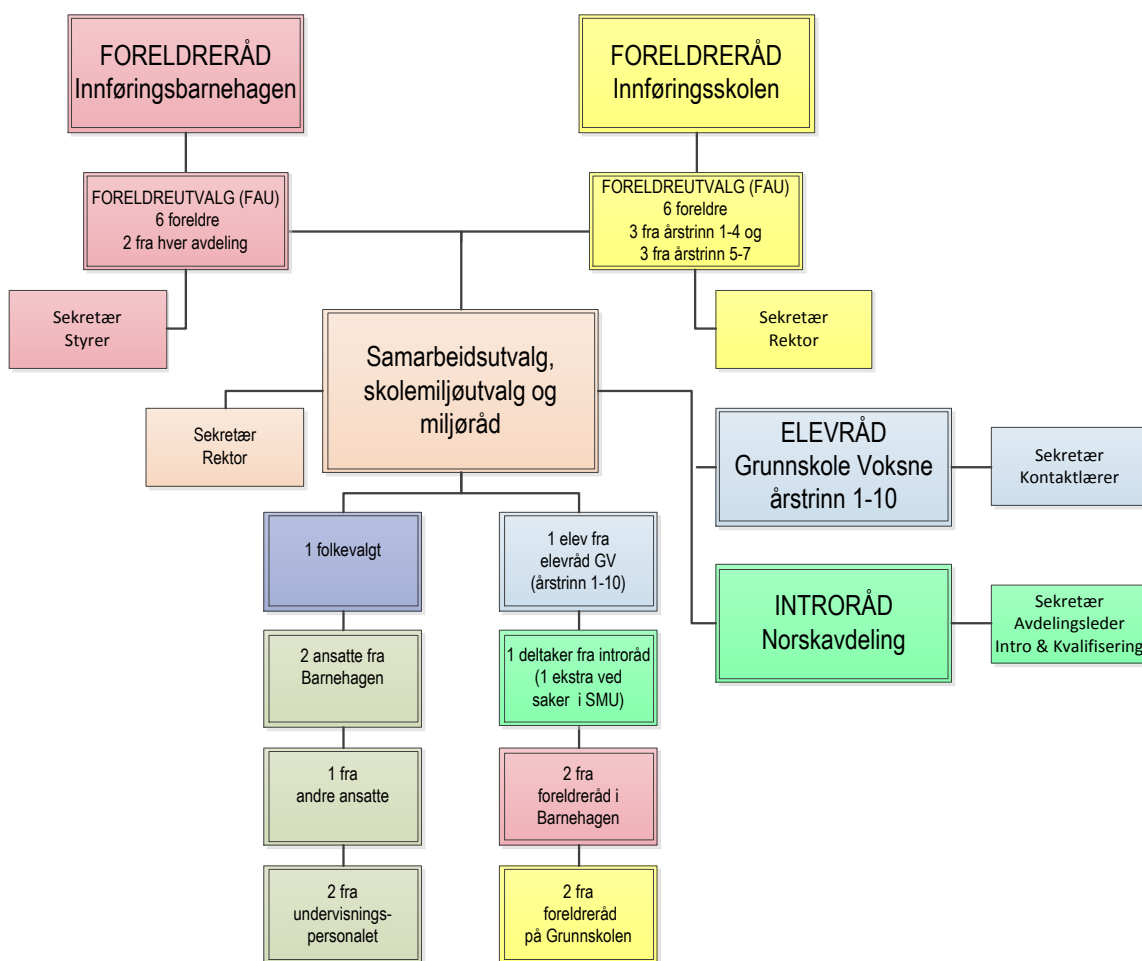 FORELDRERÅD
Innføringsbarnehagen
FORELDRERÅD
Innføringsskolen
FORELDREUTVALG (FAU)
6 foreldre
2 fra hver avdeling
FORELDREUTVALG (FAU)
6 foreldre
3 fra årstrinn 1-4 og
3 fra årstrinn 5-7
Sekretær
Styrer
Sekretær
Rektor
Samarbeidsutvalg,
skolemiljøutvalg og
miljøråd
Sekretær
Rektor
ELEVRÅD
Grunnskole Voksne
årstrinn 1-10
Sekretær
Kontaktlærer
1 folkevalgt
1 elev fra
elevråd GV
(årstrinn 1-10)
INTRORÅD
Norskavdeling
Sekretær
Avdelingsleder
Intro & Kvalifisering
2 ansatte fra
Barnehagen
1 deltaker fra introråd
(1 ekstra ved
saker i SMU)
1 fra
andre ansatte
2 fra
foreldreråd i
Barnehagen
2 fra
undervisnings-
personalet
2 fra
foreldreråd
på Grunnskolen